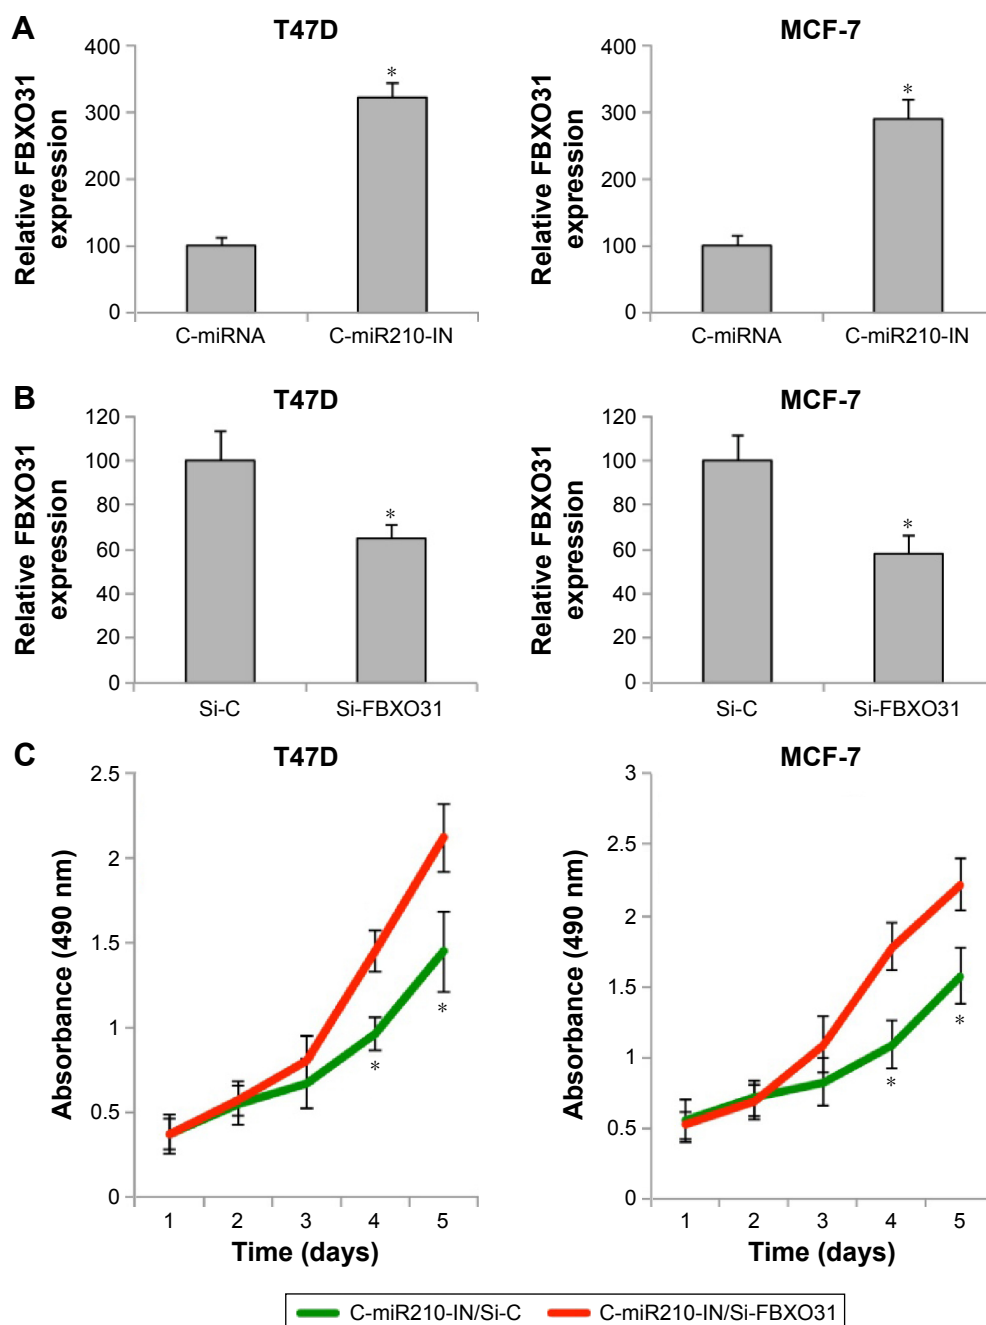 A
T47D
MCF-7
Relative FBXO31
expression
400
300
200
100
0
*
C-miRNA
C-miR210-IN
Relative FBXO31
expression
400
300
200
100
0
*
C-miRNA
C-miR210-IN
B
T47D
MCF-7
Relative FBXO31
expression
120
100
80
60
40
20
0
*
Si-C
Si-FBXO31
Relative FBXO31
expression
120
100
80
60
40
20
0
*
Si-C
Si-FBXO31
C
T47D
MCF-7
Absorbance (490 nm)
2.5
2
1.5
1
0.5
0
*
*
1 2 3 4 5
Time (days)
Absorbance (490 nm)
3
2.5
2
1.5
1
0.5
0
*
*
1 2 3 4 5
Time (days)
C-miR210-IN/Si-C C-miR210-IN/Si-FBXO31